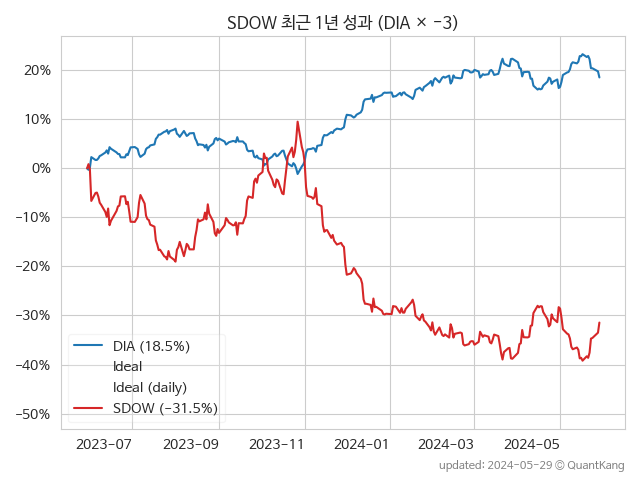 SDOW 최근 1년 성과 (DIA × −3)
20%
10%
0%
−10%
−20%
−30%
−40%
−50%
DIA (18.5%)
Ideal
Ideal (daily)
SDOW (−31.5%)
2023−07 2023−09 2023−11 2024−01 2024−03 2024−05
updated: 2024−05−29 © QuantKang